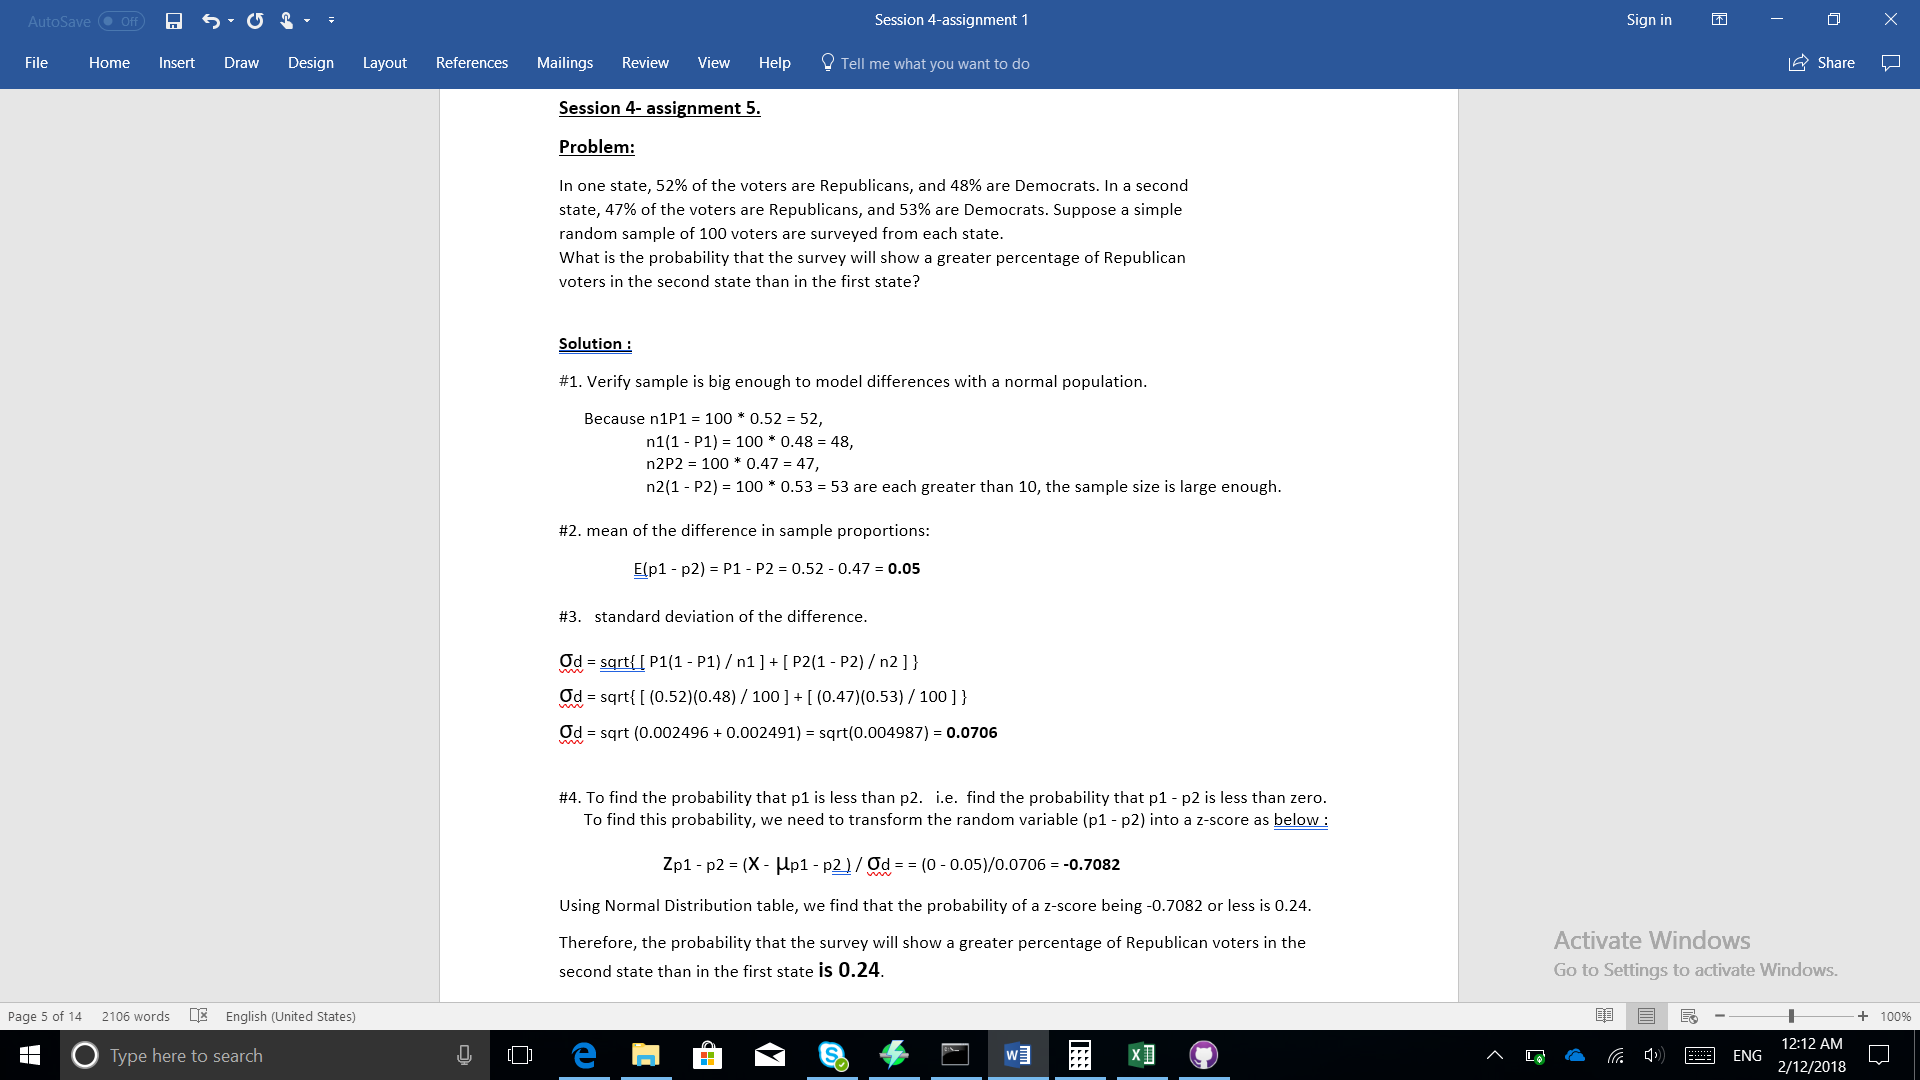 AutoSave Off
Session 4-assignment 1
Sign in
File Home Insert Draw Design Layout References Mailings Review View Help Tell me what you want to do Share
Session 4- assignment 5.
Problem:
In one state, 52% of the voters are Republicans, and 48% are Democrats. In a second
state, 47% of the voters are Republicans, and 53% are Democrats. Suppose a simple
random sample of 100 voters are surveyed from each state.
What is the probability that the survey will show a greater percentage of Republican
voters in the second state than in the first state?
Solution :
#1. Verify sample is big enough to model differences with a normal population.
Because n1P1 = 100 * 0.52 = 52,
n1(1 - P1) = 100 * 0.48 = 48,
n2P2 = 100 * 0.47 = 47,
n2(1 - P2) = 100 * 0.53 = 53 are each greater than 10, the sample size is large enough.
#2. mean of the difference in sample proportions:
E(p1 - p2) = P1 - P2 = 0.52 - 0.47 = 0.05
#3. standard deviation of the difference.
σd = sqrt{ [ P1(1 - P1) / n1 ] + [ P2(1 - P2) / n2 ] }
σd = sqrt{ [ (0.52)(0.48) / 100 ] + [ (0.47)(0.53) / 100 ] }
σd = sqrt (0.002496 + 0.002491) = sqrt(0.004987) = 0.0706
#4. To find the probability that p1 is less than p2. i.e. find the probability that p1 - p2 is less than zero.
To find this probability, we need to transform the random variable (p1 - p2) into a z-score as below :
Zp1 - p2 = (X - μp1 - p2 ) / σd = = (0 - 0.05)/0.0706 = -0.7082
Using Normal Distribution table, we find that the probability of a z-score being -0.7082 or less is 0.24.
Therefore, the probability that the survey will show a greater percentage of Republican voters in the
second state than in the first state is 0.24.
Activate Windows
Go to Settings to activate Windows.
Page 5 of 14 2106 words English (United States) 100%
Type here to search
ENG
12:12 AM
2/12/2018